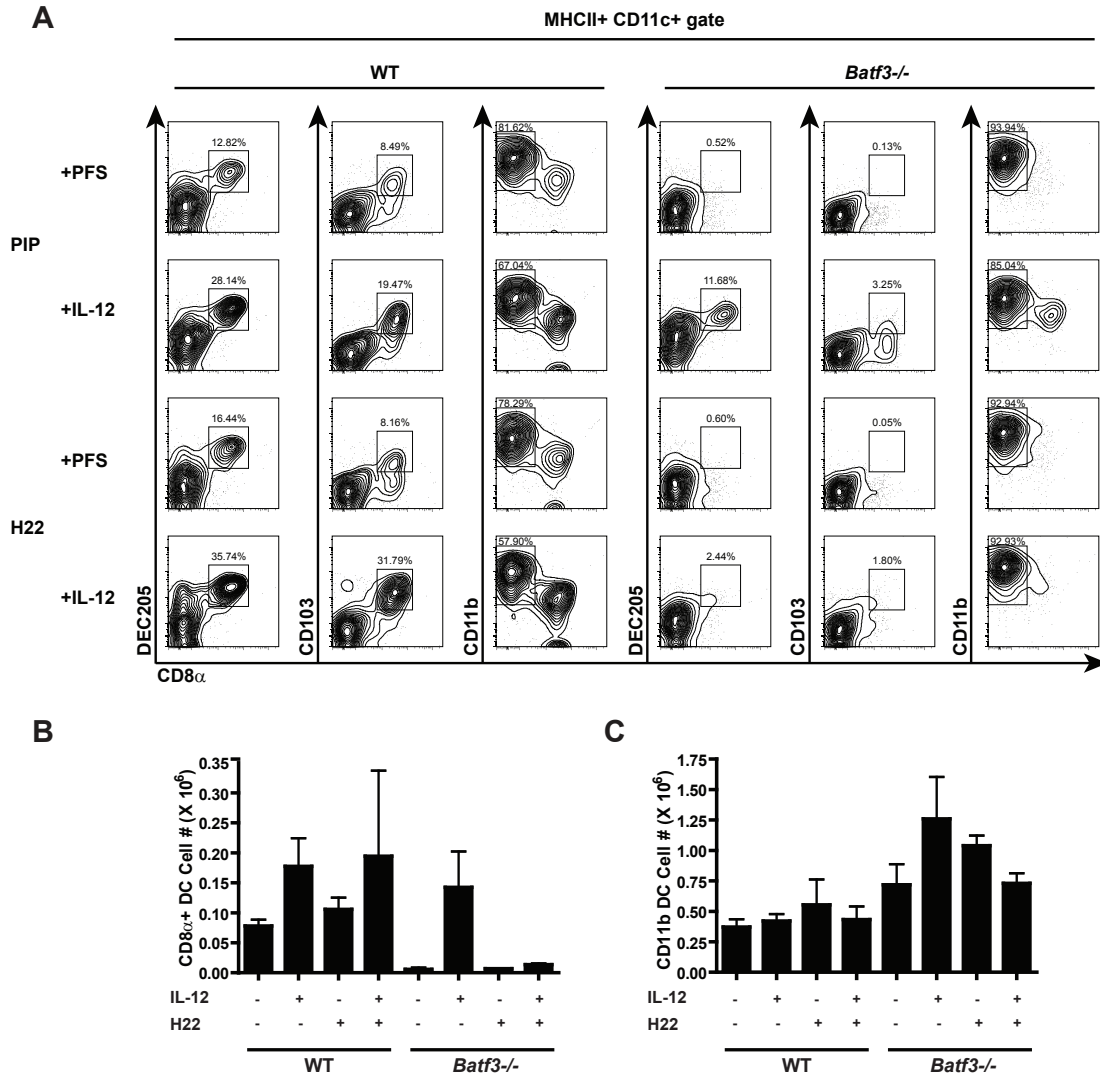 A
MHCII+ CD11c+ gate
WT
Batf3-/-
PIP
+PFS
12.82%
8.49%
81.62%
0.52%
0.13%
93.94%
+IL-12
28.14%
19.47%
67.04%
11.68%
3.25%
85.04%
H22
+PFS
16.44%
8.16%
78.29%
0.60%
0.05%
92.94%
+IL-12
35.74%
31.79%
57.90%
2.44%
1.80%
92.93%
DEC205
CD103
CD11b
DEC205
CD103
CD11b
CD8α
B
CD8α+ DC Cell # (X 10⁶)
0.35
0.30
0.25
0.20
0.15
0.10
0.05
0.00
IL-12 - + - + - + - +
H22 - - + + - - + +
WT
Batf3-/-
C
CD11b DC Cell # (X 10⁶)
1.75
1.50
1.25
1.00
0.75
0.50
0.25
0.00
IL-12 - + - + - + - +
H22 - - + + - - + +
WT
Batf3-/-